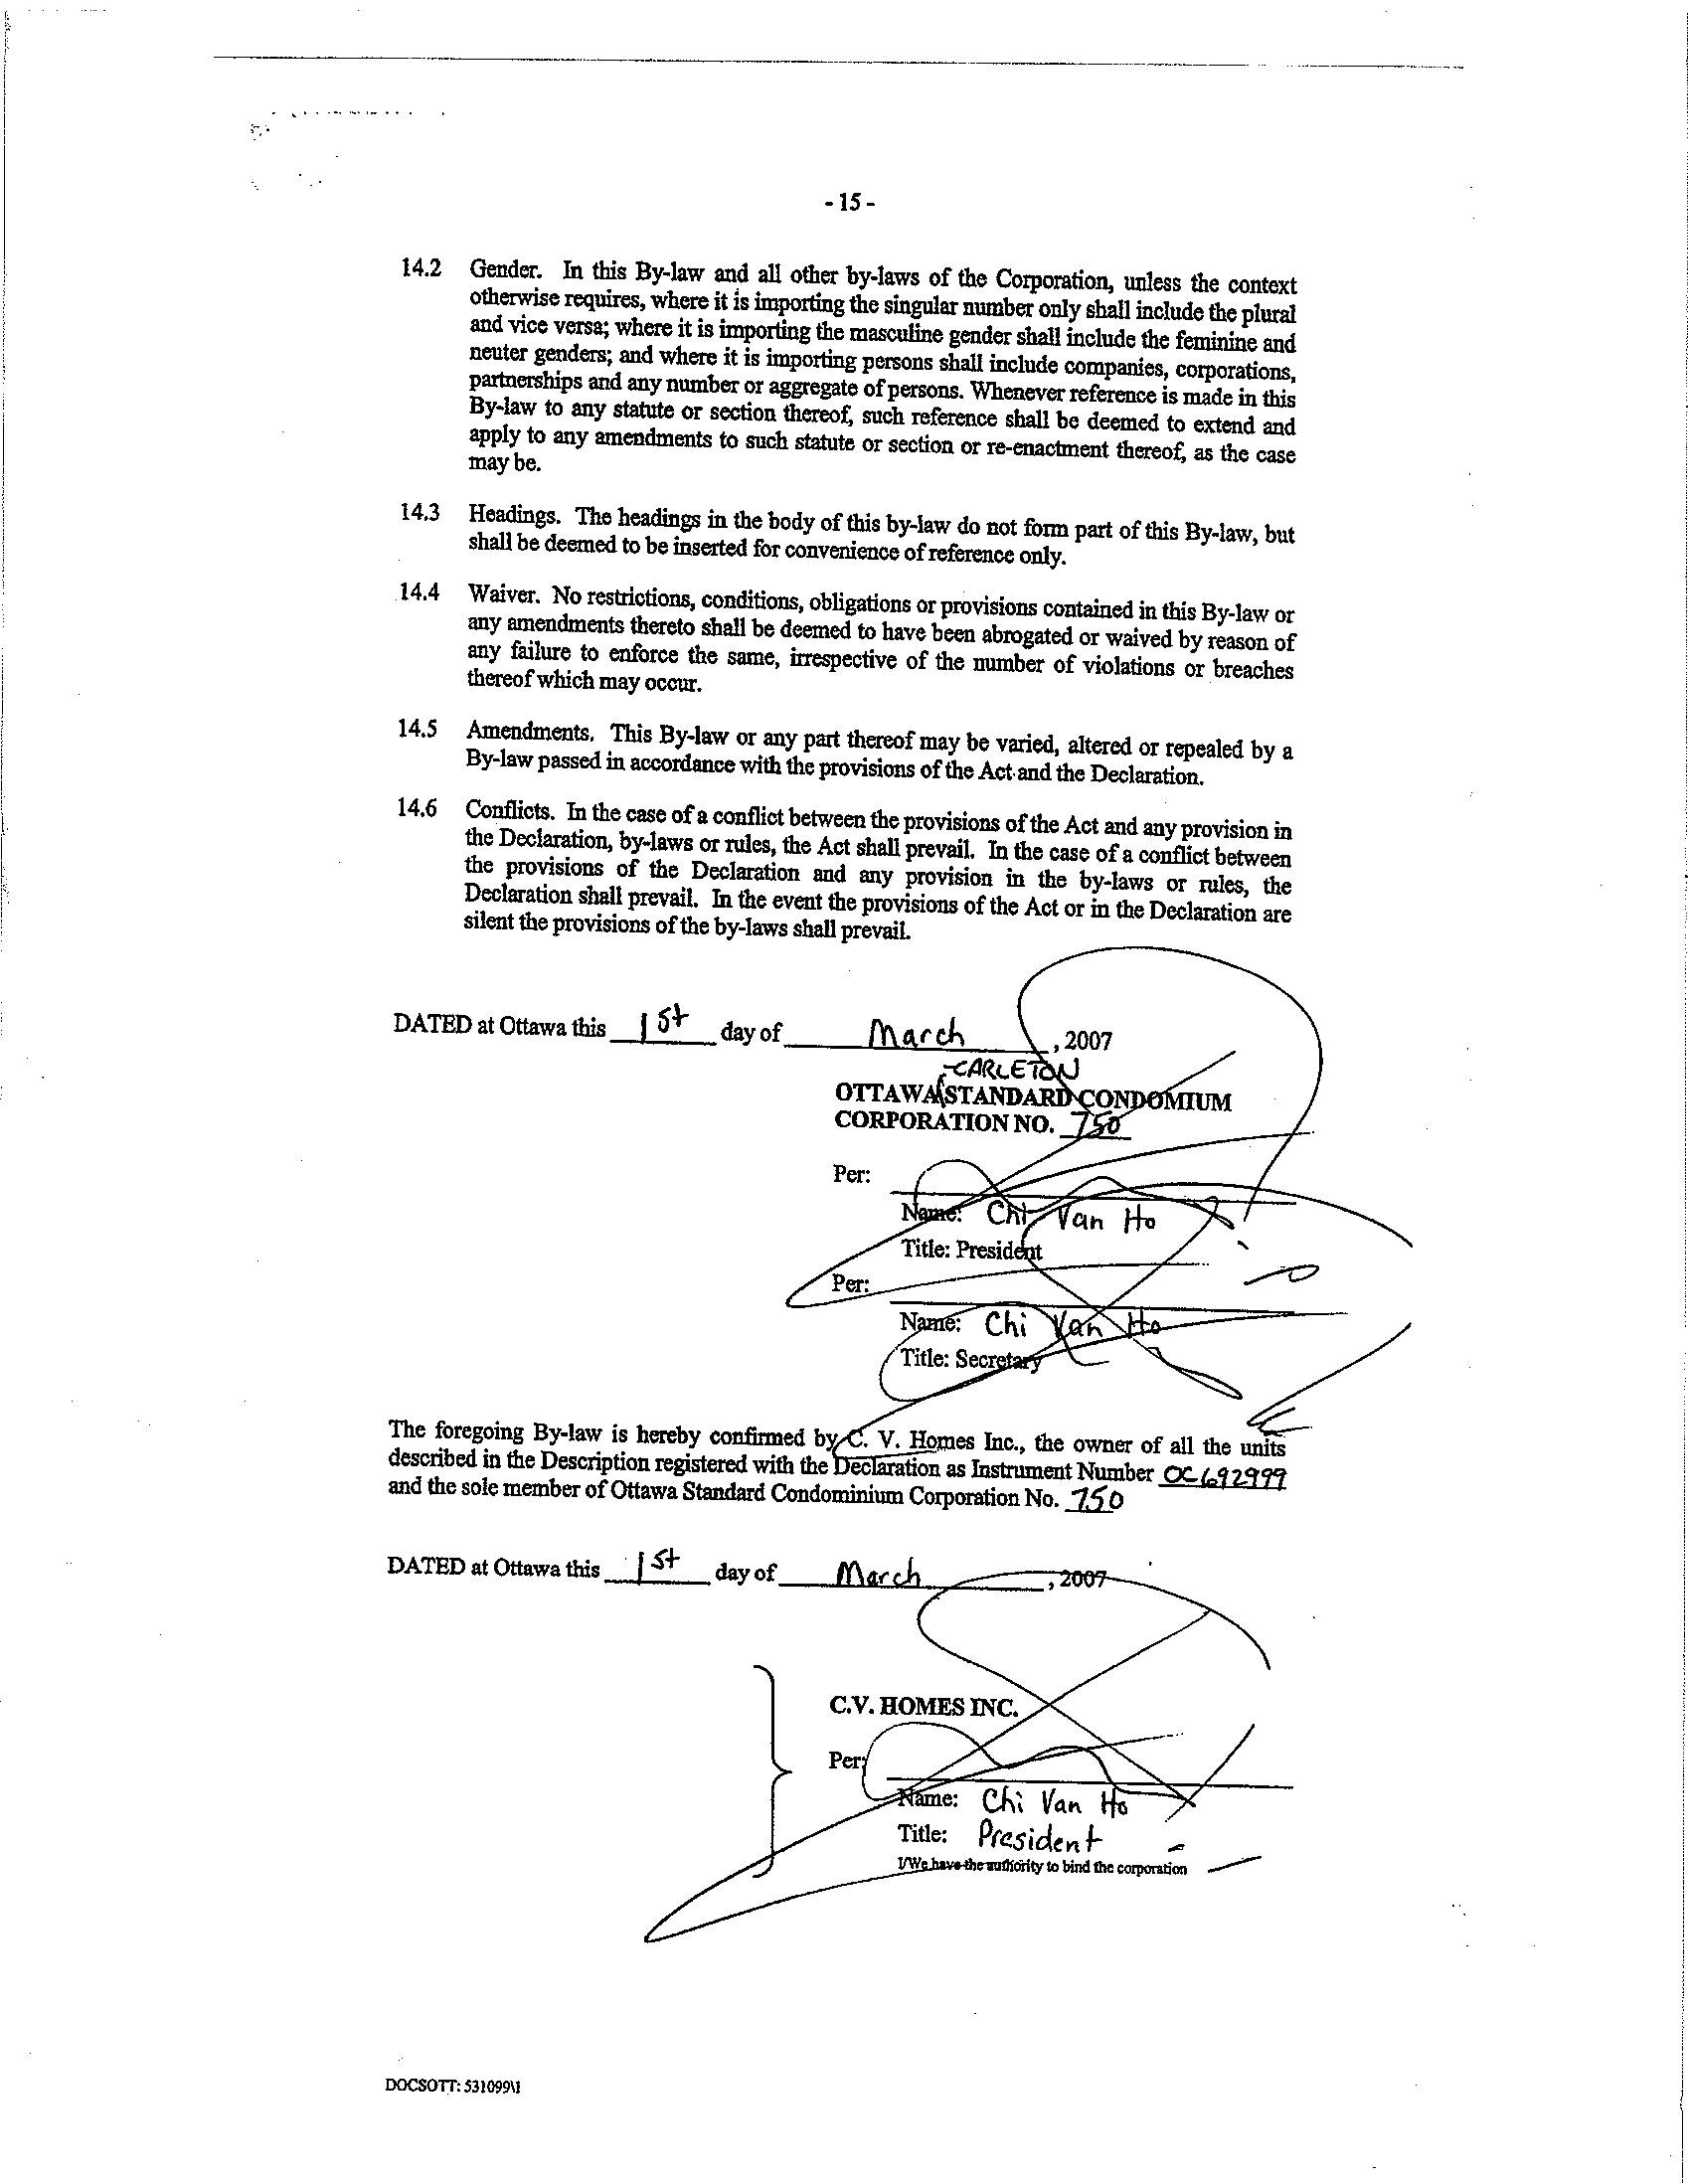 - 15 -
14.2 Gender. In this By-law and all other by-laws of the Corporation, unless the context
otherwise requires, where it is importing the singular number only shall include the plural
and vice versa; where it is importing the masculine gender shall include the feminine and
neuter genders; and where it is importing persons shall include companies, corporations,
partnerships and any number or aggregate of persons. Whenever reference is made in this
By-law to any statute or section thereof, such reference shall be deemed to extend and
apply to any amendments to such statute or section or re-enactment thereof, as the case
may be.
14.3 Headings. The headings in the body of this by-law do not form part of this By-law, but
shall be deemed to be inserted for convenience of reference only.
14.4 Waiver. No restrictions, conditions, obligations or provisions contained in this By-law or
any amendments thereto shall be deemed to have been abrogated or waived by reason of
any failure to enforce the same, irrespective of the number of violations or breaches
thereof which may occur.
14.5 Amendments. This By-law or any part thereof may be varied, altered or repealed by a
By-law passed in accordance with the provisions of the Act and the Declaration.
14.6 Conflicts. In the case of a conflict between the provisions of the Act and any provision in
the Declaration, by-laws or rules, the Act shall prevail. In the case of a conflict between
the provisions of the Declaration and any provision in the by-laws or rules, the
Declaration shall prevail. In the event the provisions of the Act or in the Declaration are
silent the provisions of the by-laws shall prevail.
DATED at Ottawa this 1st day of March, 2007
-CARLETON
OTTAWA STANDARD CONDOMIUM
CORPORATION NO. 750
Per:
Name: Chi Van Ho
Title: President
Per:
Name: Chi Van Ho
Title: Secretary
The foregoing By-law is hereby confirmed by C. V. Homes Inc., the owner of all the units
described in the Description registered with the Declaration as Instrument Number OC692999
and the sole member of Ottawa Standard Condominium Corporation No. 750
DATED at Ottawa this 1st day of March, 2007
C.V. HOMES INC.
Per:
Name: Chi Van Ho
Title: President
I/We have the authority to bind the corporation
DOCSOTT: 531099\1